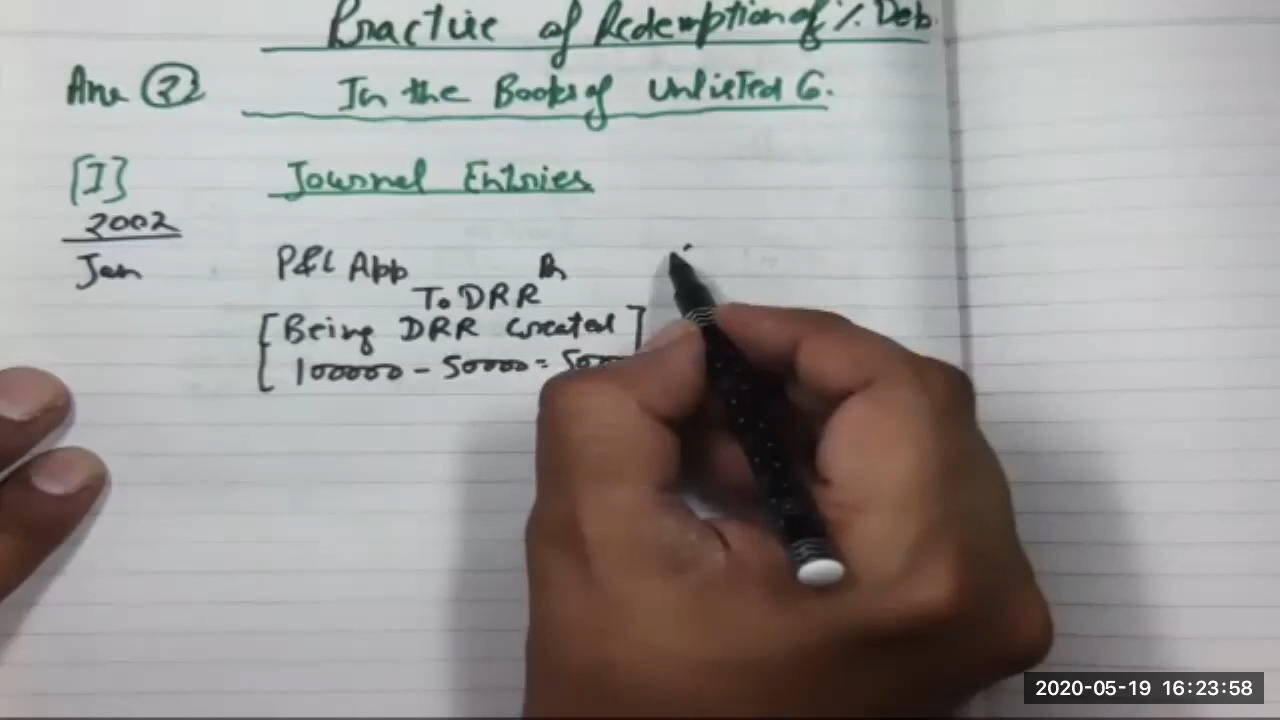 Practice of Redemption of % Deb.
Ans 2 In the Books of Unlisted Co.
[I] Journal Entries
2002
Jan P&L App Dr
To DRR
[Being DRR created]
[100000 - 50000 =
2020-05-19 16:23:58